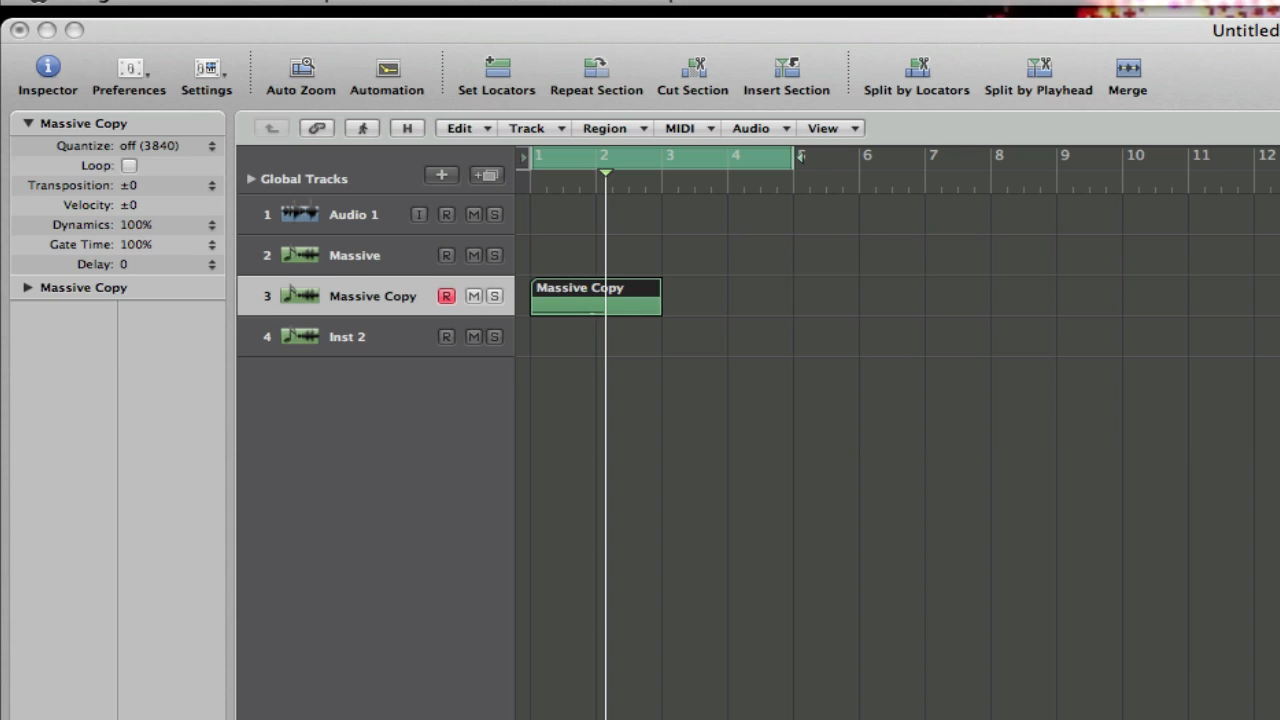 Untitled
Inspector Preferences Settings Auto Zoom Automation Set Locators Repeat Section Cut Section Insert Section Split by Locators Split by Playhead Merge
Massive Copy
Quantize: off (3840)
Loop:
Transposition: ±0
Velocity: ±0
Dynamics: 100%
Gate Time: 100%
Delay: 0
Massive Copy
H Edit Track Region MIDI Audio View
1 2 3 4 5 6 7 8 9 10 11 12
Global Tracks
1 Audio 1 I R M S
2 Massive R M S
3 Massive Copy R M S
Massive Copy
4 Inst 2 R M S